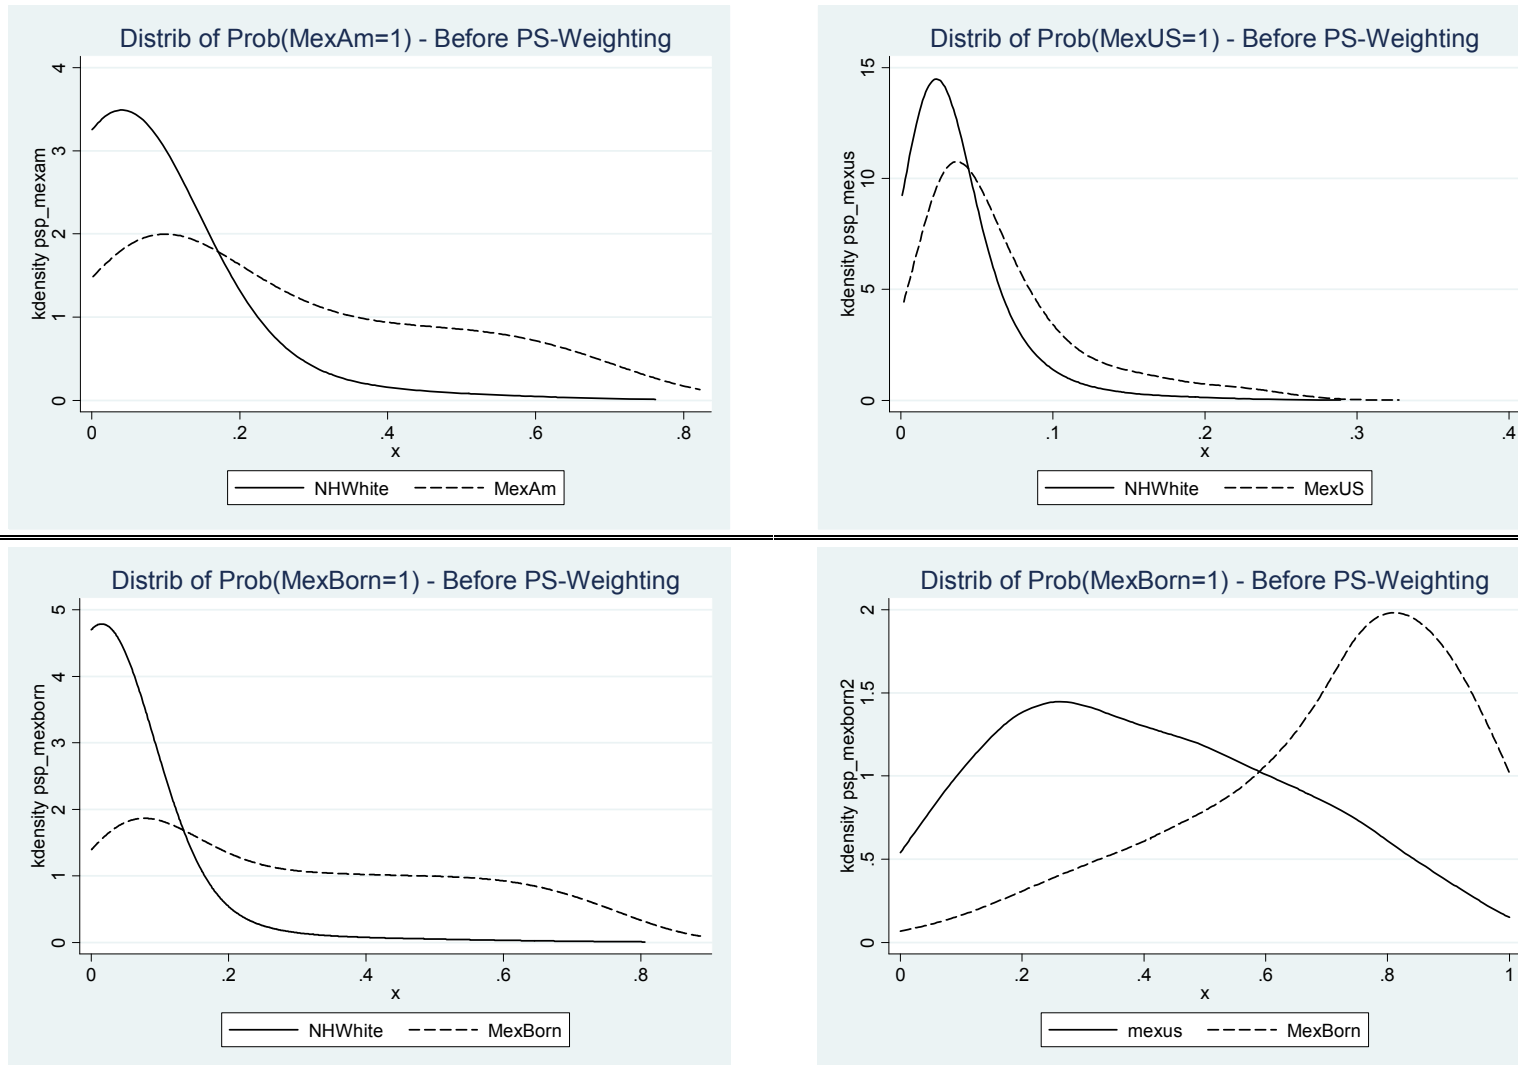 Distrib of Prob(MexAm=1) - Before PS-Weighting
kdensity psp_mexam
4
3
2
1
0
0 .2 .4 .6 .8
x
NHWhite MexAm
Distrib of Prob(MexUS=1) - Before PS-Weighting
kdensity psp_mexus
15
10
5
0
0 .1 .2 .3 .4
x
NHWhite MexUS
Distrib of Prob(MexBorn=1) - Before PS-Weighting
kdensity psp_mexborn
5
4
3
2
1
0
0 .2 .4 .6 .8
x
NHWhite MexBorn
Distrib of Prob(MexBorn=1) - Before PS-Weighting
kdensity psp_mexborn2
2
1.5
1
.5
0
0 .2 .4 .6 .8 1
x
mexus MexBorn